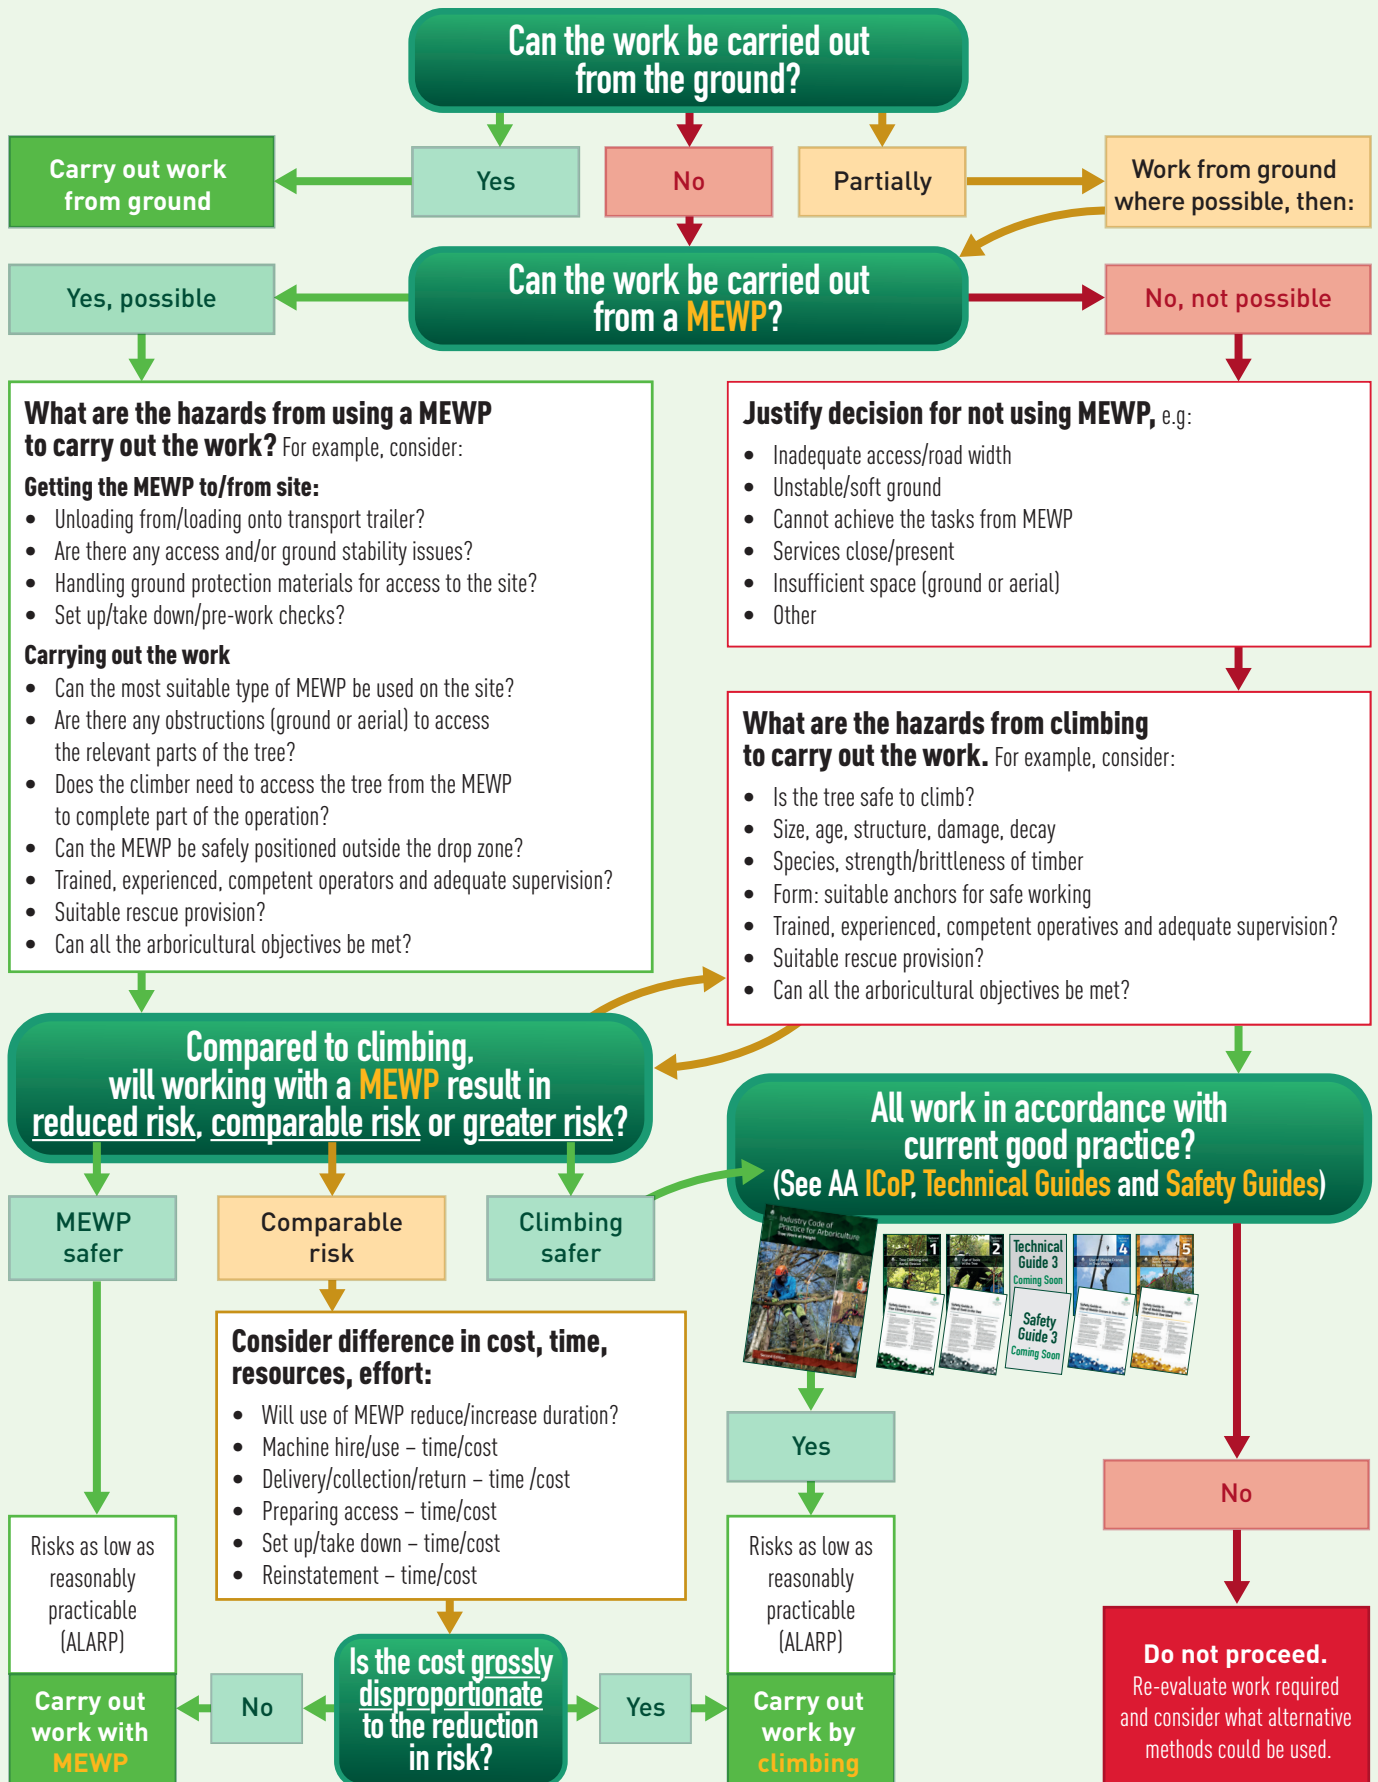 Can the work be carried out
from the ground?
Carry out work
from ground
Yes
No
Partially
Work from ground
where possible, then:
Yes, possible
Can the work be carried out
from a MEWP?
No, not possible
What are the hazards from using a MEWP
to carry out the work? For example, consider:
Getting the MEWP to/from site:
• Unloading from/loading onto transport trailer?
• Are there any access and/or ground stability issues?
• Handling ground protection materials for access to the site?
• Set up/take down/pre-work checks?
Carrying out the work
• Can the most suitable type of MEWP be used on the site?
• Are there any obstructions (ground or aerial) to access
the relevant parts of the tree?
• Does the climber need to access the tree from the MEWP
to complete part of the operation?
• Can the MEWP be safely positioned outside the drop zone?
• Trained, experienced, competent operators and adequate supervision?
• Suitable rescue provision?
• Can all the arboricultural objectives be met?
Justify decision for not using MEWP, e.g:
• Inadequate access/road width
• Unstable/soft ground
• Cannot achieve the tasks from MEWP
• Services close/present
• Insufficient space (ground or aerial)
• Other
What are the hazards from climbing
to carry out the work. For example, consider:
• Is the tree safe to climb?
• Size, age, structure, damage, decay
• Species, strength/brittleness of timber
• Form: suitable anchors for safe working
• Trained, experienced, competent operatives and adequate supervision?
• Suitable rescue provision?
• Can all the arboricultural objectives be met?
Compared to climbing,
will working with a MEWP result in
reduced risk, comparable risk or greater risk?
All work in accordance with
current good practice?
(See AA ICoP, Technical Guides and Safety Guides)
MEWP
safer
Comparable
risk
Climbing
safer
Industry Code of
Practice for Arboriculture
Tree Work at Height
1
2
Technical
Guide 3
Coming Soon
4
5
Safety
Guide 3
Coming Soon
Consider difference in cost, time,
resources, effort:
• Will use of MEWP reduce/increase duration?
• Machine hire/use – time/cost
• Delivery/collection/return – time /cost
• Preparing access – time/cost
• Set up/take down – time/cost
• Reinstatement – time/cost
Yes
No
Risks as low as
reasonably
practicable
(ALARP)
Carry out
work with
MEWP
No
Is the cost grossly
disproportionate
to the reduction
in risk?
Yes
Risks as low as
reasonably
practicable
(ALARP)
Carry out
work by
climbing
Do not proceed.
Re-evaluate work required
and consider what alternative
methods could be used.